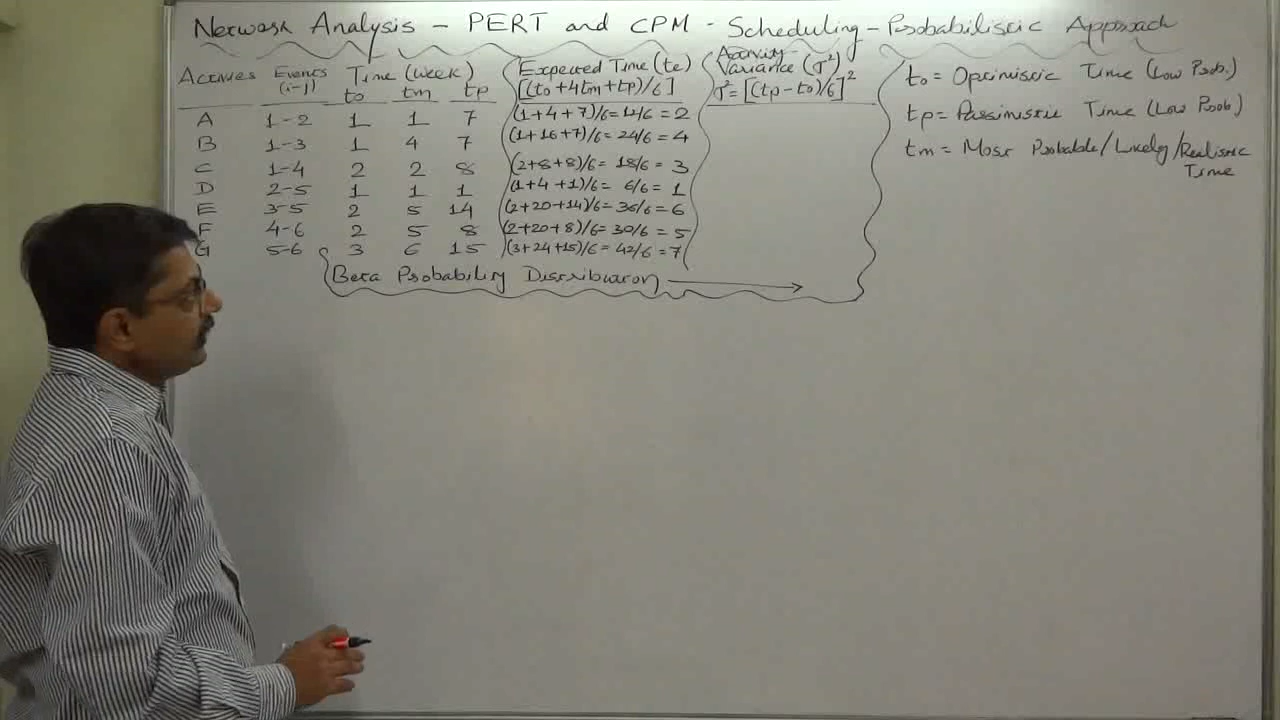 Network Analysis - PERT and CPM - Scheduling - Probabilistic Approach
Activities Events (i-j) Time (week) Expected Time (te) Activity Variance (σ²)
to tm tp [(to+4tm+tp)/6] σ² = [(tp-to)/6]²
A 1-2 1 1 7 (1+4+7)/6=12/6=2
B 1-3 1 4 7 (1+16+7)/6=24/6=4
C 1-4 2 2 8 (2+8+8)/6=18/6=3
D 2-5 1 1 1 (1+4+1)/6=6/6=1
E 3-5 2 5 14 (2+20+14)/6=36/6=6
F 4-6 2 5 8 (2+20+8)/6=30/6=5
G 5-6 3 6 15 (3+24+15)/6=42/6=7
Beta Probability Distribution
to = Optimistic Time (Low Prob.)
tp = Pessimistic Time (Low Prob)
tm = Most Probable/Likely/Realistic
Time